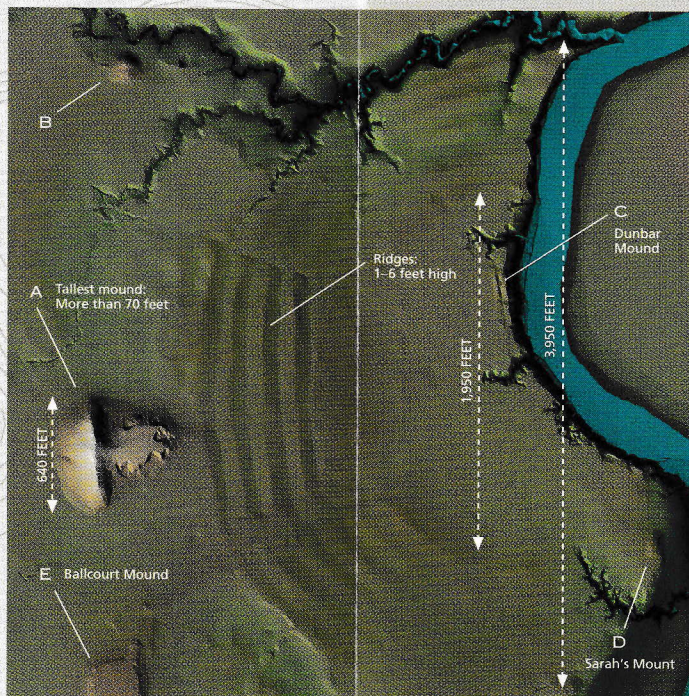 B
C
Dunbar
Mound
Ridges:
1–6 feet high
A
Tallest mound:
More than 70 feet
3,950 FEET
1,950 FEET
640 FEET
E Ballcourt Mound
D
Sarah's Mount